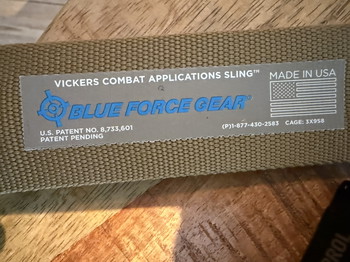 VICKERS COMBAT APPLICATIONS SLING™
MADE IN USA
BLUE FORCE GEAR®
U.S. PATENT NO. 8,733,601
PATENT PENDING
(P)1-877-430-2583 CAGE: 3X958
ROL